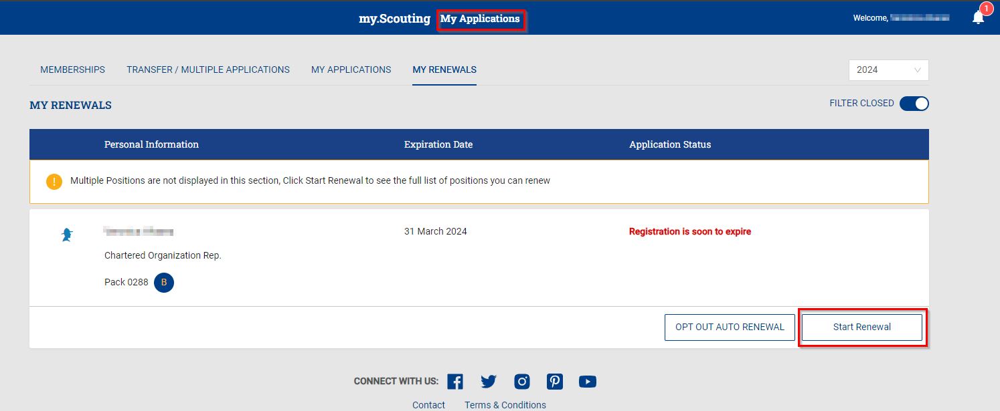 my.Scouting My Applications Welcome, 1
MEMBERSHIPS TRANSFER / MULTIPLE APPLICATIONS MY APPLICATIONS MY RENEWALS 2024
MY RENEWALS FILTER CLOSED
Personal Information Expiration Date Application Status
! Multiple Positions are not displayed in this section, Click Start Renewal to see the full list of positions you can renew
31 March 2024 Registration is soon to expire
Chartered Organization Rep.
Pack 0288 B
OPT OUT AUTO RENEWAL Start Renewal
CONNECT WITH US:
Contact Terms & Conditions